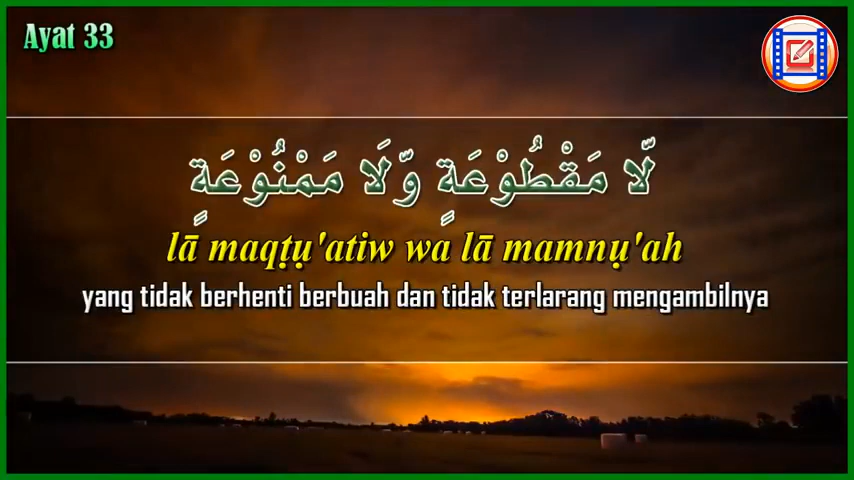 Ayat 33
لَّا مَقْطُوْعَةٍ وَّلَا مَمْنُوْعَةٍ
lā maqṭụ'atiw wa lā mamnụ'ah
yang tidak berhenti berbuah dan tidak terlarang mengambilnya